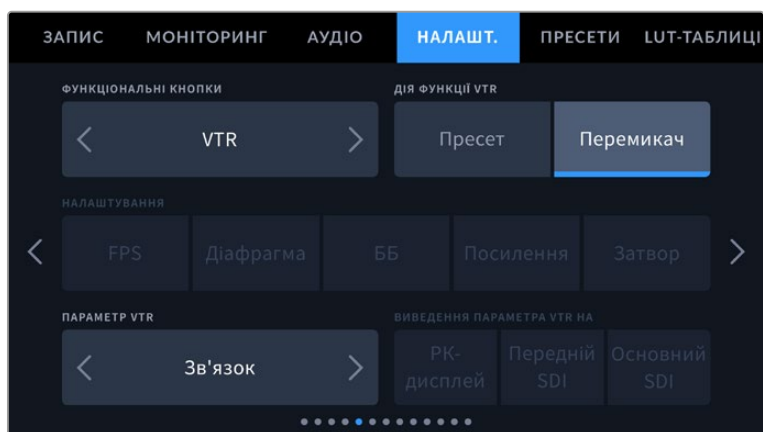 ЗАПИС МОНІТОРИНГ АУДІО НАЛАШТ. ПРЕСЕТИ LUT-ТАБЛИЦІ
ФУНКЦІОНАЛЬНІ КНОПКИ ДІЯ ФУНКЦІЇ VTR
VTR Пресет Перемикач
НАЛАШТУВАННЯ
FPS Діафрагма ББ Посилення Затвор
ПАРАМЕТР VTR ВИВЕДЕННЯ ПАРАМЕТРА VTR НА
Зв'язок РК-дисплей Передній SDI Основний SDI